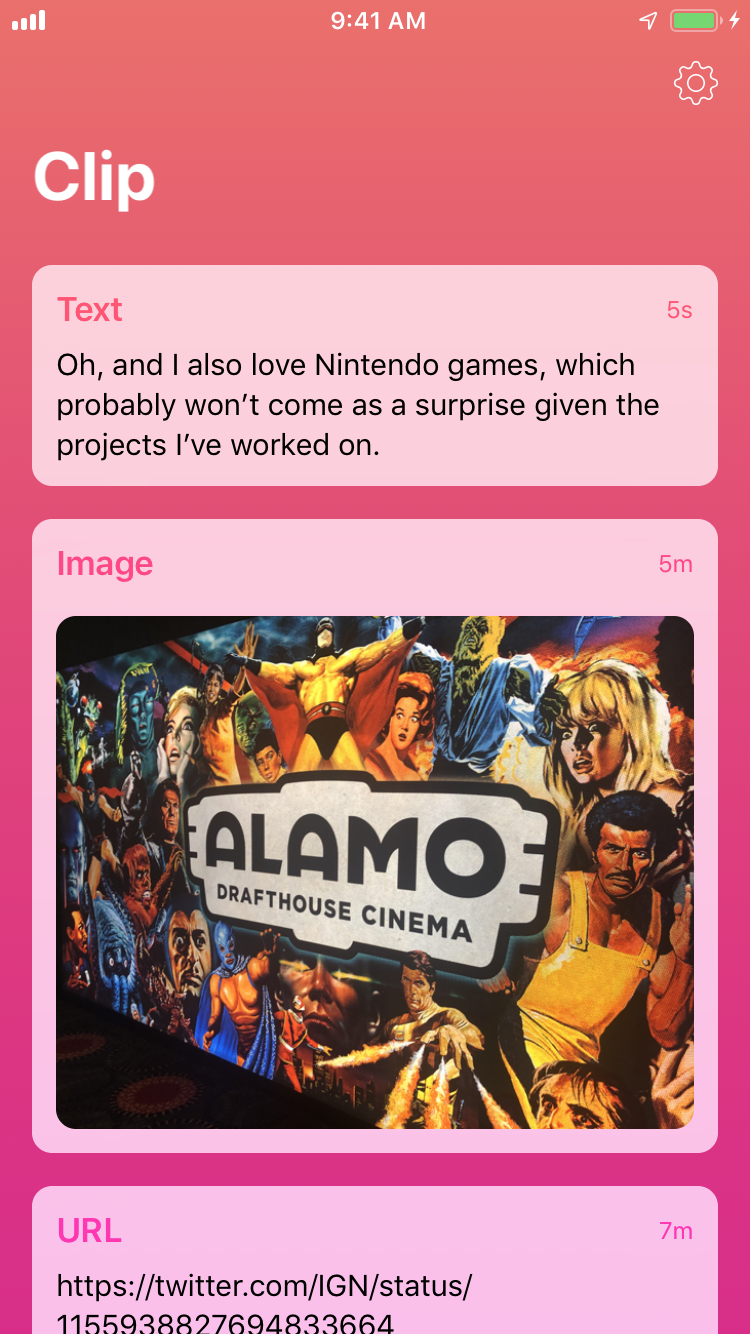 9:41 AM
Clip
Text
5s
Oh, and I also love Nintendo games, which
probably won’t come as a surprise given the
projects I’ve worked on.
Image
5m
ALAMO
DRAFTHOUSE CINEMA
URL
7m
https://twitter.com/IGN/status/
1155938827694833664